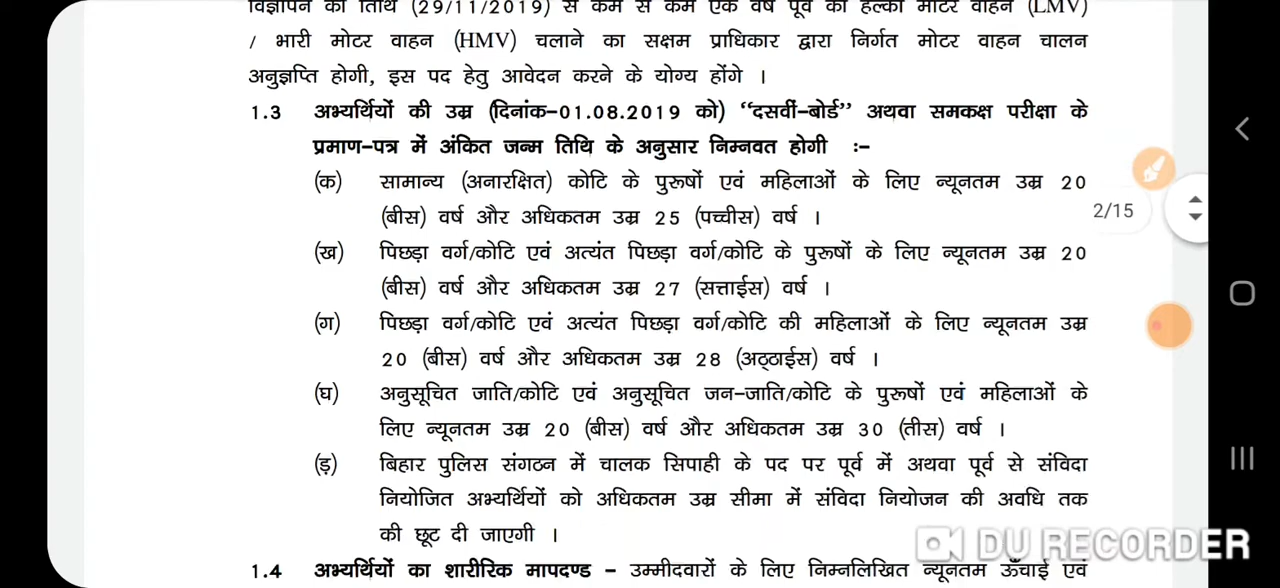 विज्ञापन की तिथि (29/11/2019) से कम से कम एक वर्ष पूर्व का हल्का मोटर वाहन (LMV)
/ भारी मोटर वाहन (HMV) चलाने का सक्षम प्राधिकार द्वारा निर्गत मोटर वाहन चालन
अनुज्ञप्ति होगी, इस पद हेतु आवेदन करने के योग्य होंगे ।
1.3 अभ्यर्थियों की उम्र (दिनांक-01.08.2019 को) “दसवीं-बोर्ड” अथवा समकक्ष परीक्षा के
प्रमाण-पत्र में अंकित जन्म तिथि के अनुसार निम्नवत होगी :-
(क) सामान्य (अनारक्षित) कोटि के पुरूषों एवं महिलाओं के लिए न्यूनतम उम्र 20
(बीस) वर्ष और अधिकतम उम्र 25 (पच्चीस) वर्ष ।
2/15
(ख) पिछड़ा वर्ग/कोटि एवं अत्यंत पिछड़ा वर्ग/कोटि के पुरूषों के लिए न्यूनतम उम्र 20
(बीस) वर्ष और अधिकतम उम्र 27 (सत्ताईस) वर्ष ।
(ग) पिछड़ा वर्ग/कोटि एवं अत्यंत पिछड़ा वर्ग/कोटि की महिलाओं के लिए न्यूनतम उम्र
20 (बीस) वर्ष और अधिकतम उम्र 28 (अठ्ठाईस) वर्ष ।
(घ) अनुसूचित जाति/कोटि एवं अनुसूचित जन-जाति/कोटि के पुरूषों एवं महिलाओं के
लिए न्यूनतम उम्र 20 (बीस) वर्ष और अधिकतम उम्र 30 (तीस) वर्ष ।
(ड़) बिहार पुलिस संगठन में चालक सिपाही के पद पर पूर्व में अथवा पूर्व से संविदा
नियोजित अभ्यर्थियों को अधिकतम उम्र सीमा में संविदा नियोजन की अवधि तक
की छूट दी जाएगी ।
DU RECORDER
1.4 अभ्यर्थियों का शारीरिक मापदण्ड - उम्मीदवारों के लिए निम्नलिखित न्यूनतम ऊँचाई एवं